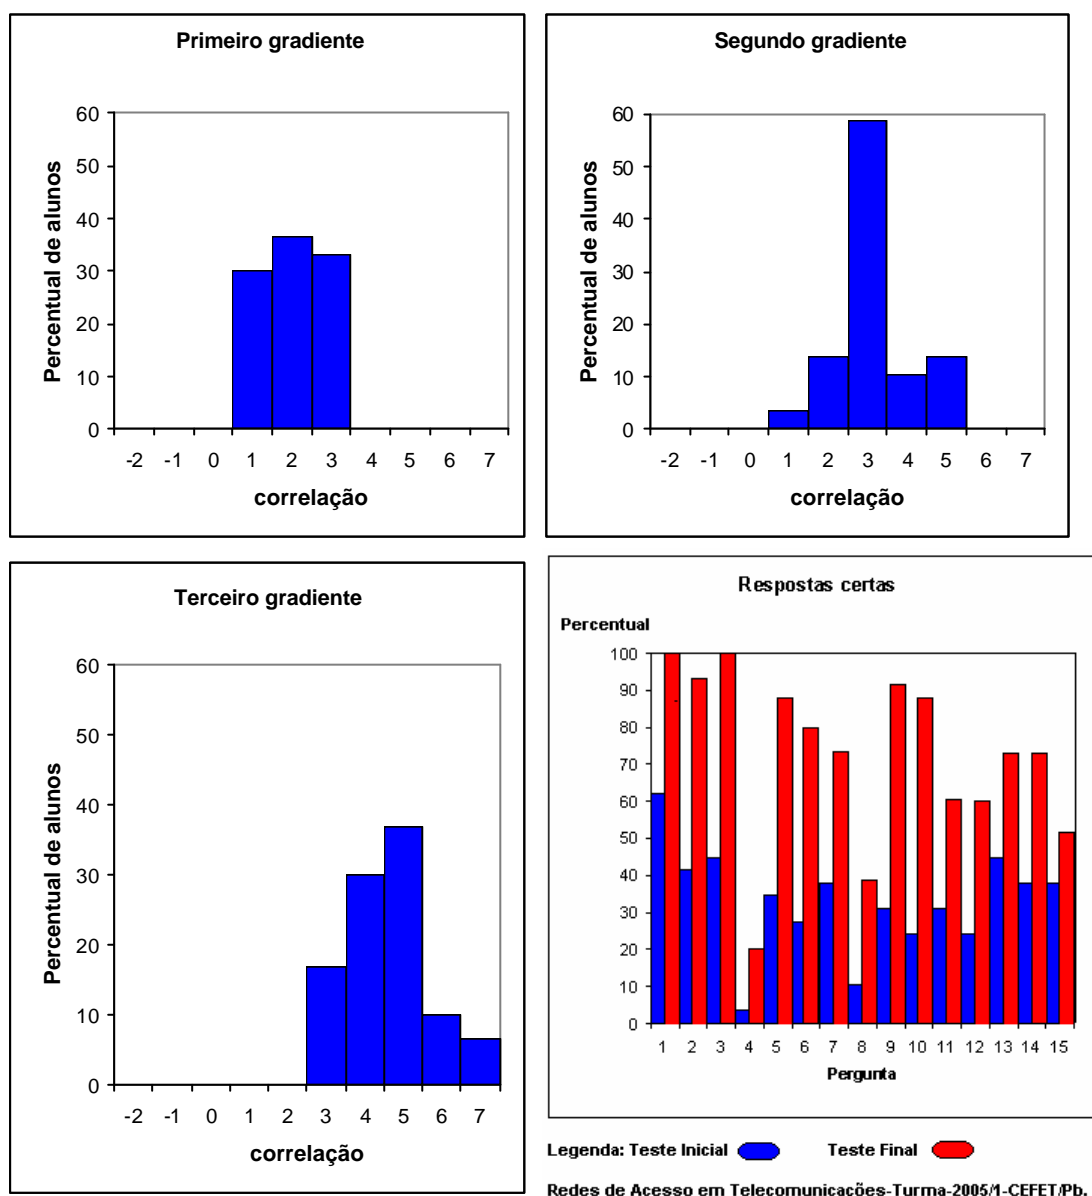 Primeiro gradiente
Percentual de alunos
60
50
40
30
20
10
0
-2 -1 0 1 2 3 4 5 6 7
correlação
Segundo gradiente
Percentual de alunos
60
50
40
30
20
10
0
-2 -1 0 1 2 3 4 5 6 7
correlação
Terceiro gradiente
Percentual de alunos
60
50
40
30
20
10
0
-2 -1 0 1 2 3 4 5 6 7
correlação
Respostas certas
Percentual
100
90
80
70
60
50
40
30
20
10
0
1 2 3 4 5 6 7 8 9 10 11 12 13 14 15
Pergunta
Legenda: Teste Inicial Teste Final
Redes de Acesso em Telecomunicações-Turma-2005/1-CEFET/Pb.